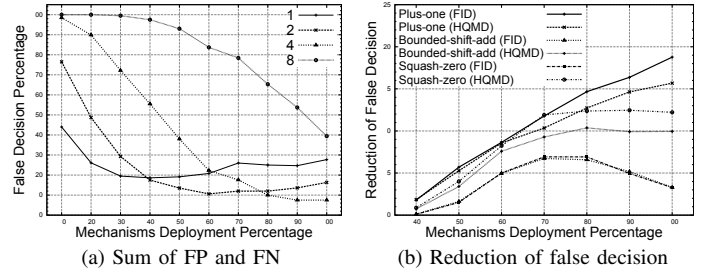 100
90
80
70
60
50
40
30
20
10
0
False Decision Percentage
1
2
4
8
0 10 20 30 40 50 60 70 80 90 00
Mechanisms Deployment Percentage
(a) Sum of FP and FN
25
20
5
0
5
0
Reduction of False Decision
Plus-one (FID)
Plus-one (HQMD)
Bounded-shift-add (FID)
Bounded-shift-add (HQMD)
Squash-zero (FID)
Squash-zero (HQMD)
40 50 60 70 80 90 00
Mechanisms Deployment Percentage
(b) Reduction of false decision